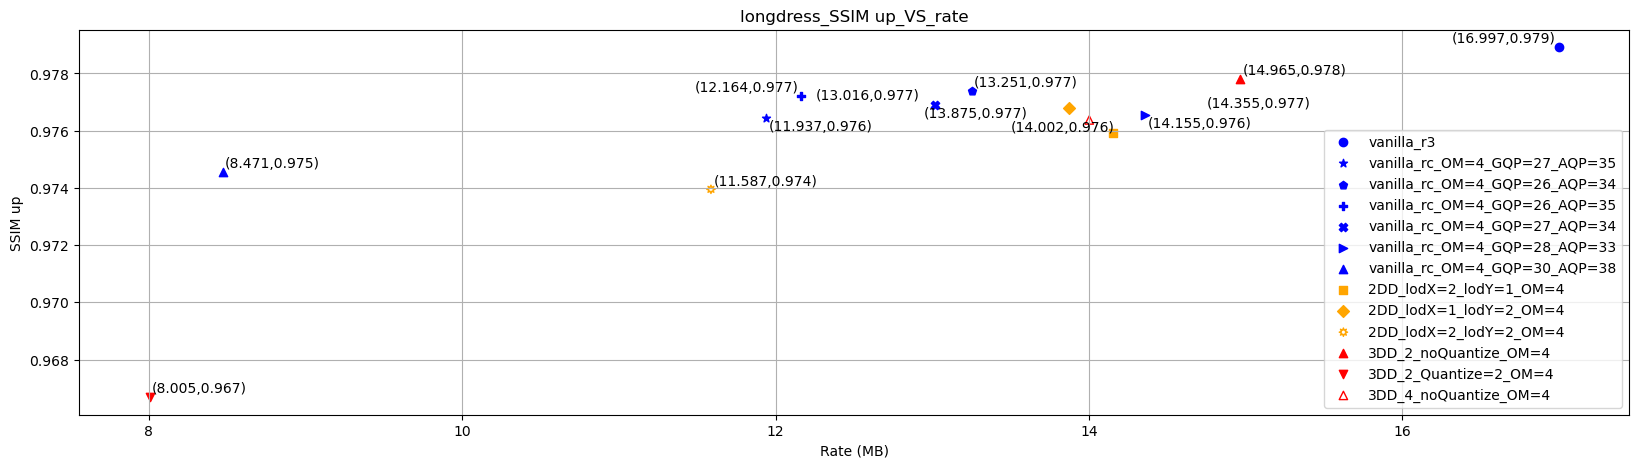 longdress_SSIM up_VS_rate
SSIM up
0.978
0.976
0.974
0.972
0.970
0.968
(16.997,0.979)
(14.965,0.978)
(12.164,0.977)
(13.251,0.977)
(13.016,0.977)
(14.355,0.977)
(13.875,0.977)
(11.937,0.976)
(14.002,0.976)
(14.155,0.976)
(8.471,0.975)
(11.587,0.974)
(8.005,0.967)
vanilla_r3
vanilla_rc_OM=4_GQP=27_AQP=35
vanilla_rc_OM=4_GQP=26_AQP=34
vanilla_rc_OM=4_GQP=26_AQP=35
vanilla_rc_OM=4_GQP=27_AQP=34
vanilla_rc_OM=4_GQP=28_AQP=33
vanilla_rc_OM=4_GQP=30_AQP=38
2DD_lodX=2_lodY=1_OM=4
2DD_lodX=1_lodY=2_OM=4
2DD_lodX=2_lodY=2_OM=4
3DD_2_noQuantize_OM=4
3DD_2_Quantize=2_OM=4
3DD_4_noQuantize_OM=4
8
10
12
14
16
Rate (MB)